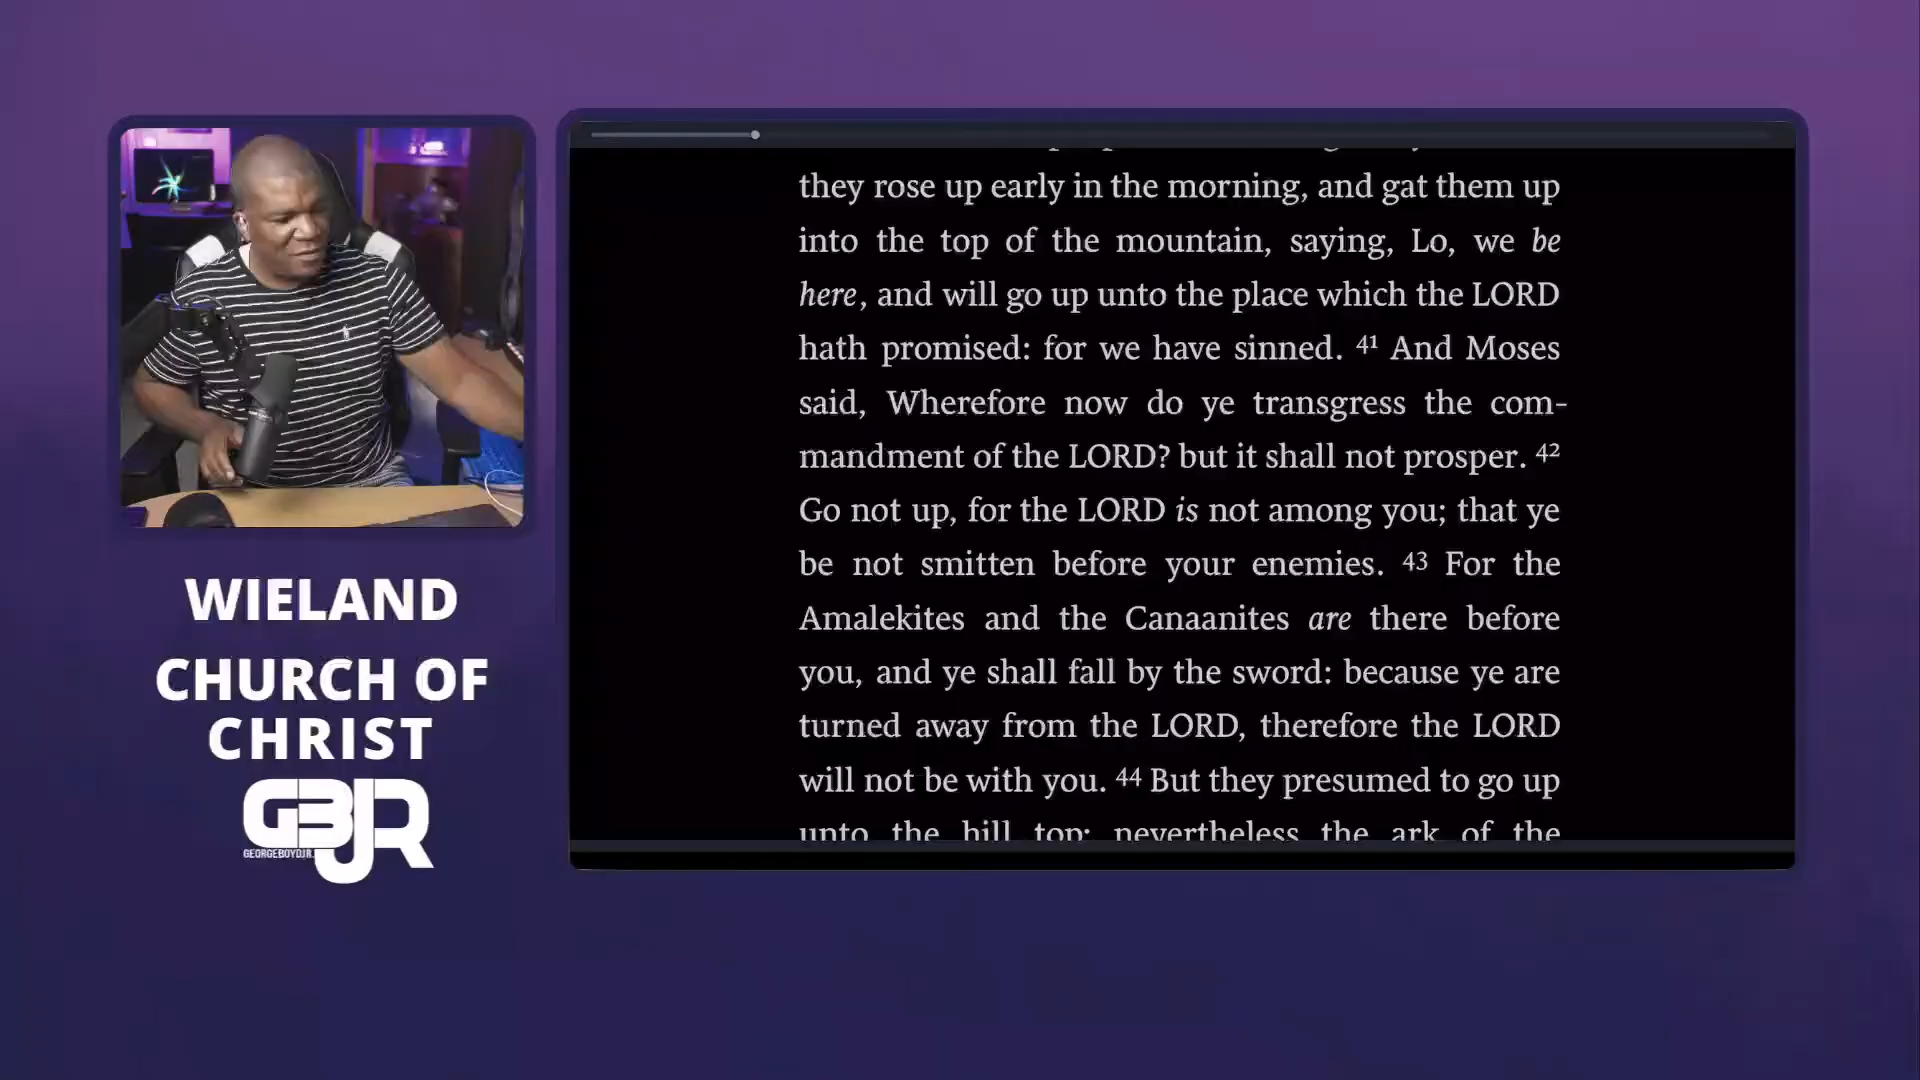 they rose up early in the morning, and gat them up
into the top of the mountain, saying, Lo, we be
here, and will go up unto the place which the LORD
hath promised: for we have sinned. 41 And Moses
said, Wherefore now do ye transgress the com-
mandment of the LORD? but it shall not prosper. 42
Go not up, for the LORD is not among you; that ye
be not smitten before your enemies. 43 For the
Amalekites and the Canaanites are there before
you, and ye shall fall by the sword: because ye are
turned away from the LORD, therefore the LORD
will not be with you. 44 But they presumed to go up
unto the hill top: nevertheless the ark of the
WIELAND
CHURCH OF
CHRIST
GBJR
GEORGEBOYDJR.